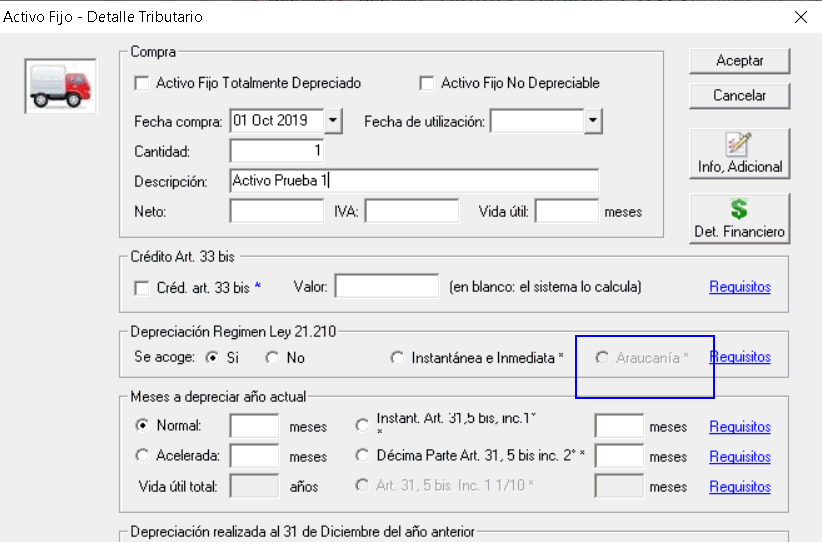 Activo Fijo - Detalle Tributario
Compra
Activo Fijo Totalmente Depreciado Activo Fijo No Depreciable
Aceptar
Cancelar
Fecha compra: 01 Oct 2019 Fecha de utilización:
Cantidad: 1
Info, Adicional
Descripción: Activo Prueba 1
Neto: IVA: Vida útil: meses
Det. Financiero
Crédito Art. 33 bis
Créd. art. 33 bis * Valor: (en blanco: el sistema lo calcula) Requisitos
Depreciación Regimen Ley 21.210
Se acoge: Si No Instantánea e Inmediata * Araucanía * Requisitos
Meses a depreciar año actual
Normal: meses Instant. Art. 31,5 bis, inc.1° * meses Requisitos
Acelerada: meses Décima Parte Art. 31, 5 bis inc. 2° * meses Requisitos
Vida útil total: años Art. 31, 5 bis Inc. 1 1/10 * meses Requisitos
Depreciación realizada al 31 de Diciembre del año anterior